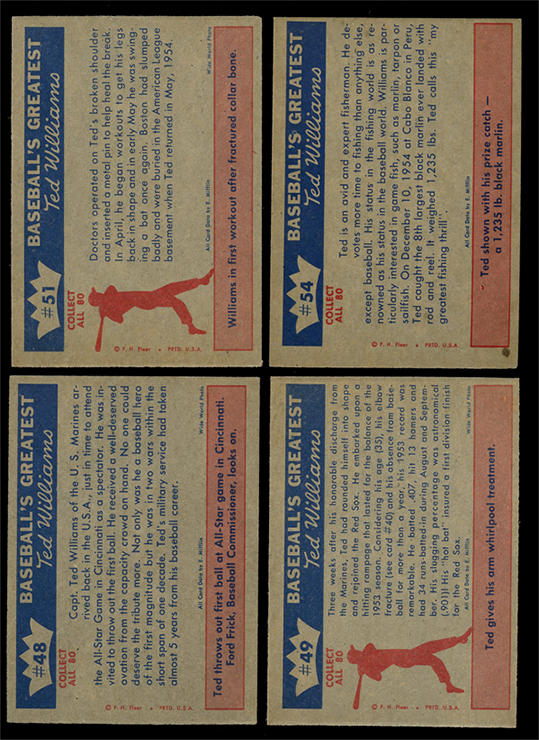 #48
BASEBALL'S GREATEST
Ted Williams
COLLECT
ALL 80
Capt. Ted Williams of the U. S. Marines ar-
rived back in the U.S.A., just in time to attend
the All-Star Game in Cincinnati as a spectator. He was in-
vited to throw out the first ball. He received a well-deserved
ovation from the capacity crowd on hand. No one could
deserve the tribute more. Not only was he a baseball hero
of the first magnitude but he was in two wars within the
short span of one decade. Ted's military service had taken
almost 5 years from his baseball career.
All Card Data by E. Mifflin
Wide World Photo
Ted throws out first ball at All-Star game in Cincinnati.
Ford Frick, Baseball Commissioner, looks on.
© F. H. Fleer • PRTD. U.S.A.
#51
BASEBALL'S GREATEST
Ted Williams
COLLECT
ALL 80
Doctors operated on Ted's broken shoulder
and inserted a metal pin to help heal the break.
In April, he began workouts to get his legs
back in shape and in early May he was swing-
ing a bat once again. Boston had slumped
badly and were buried in the American League
basement when Ted returned in May, 1954.
All Card Data by E. Mifflin
Wide World Photo
Williams in first workout after fractured collar bone.
© F. H. Fleer • PRTD. U.S.A.
#49
BASEBALL'S GREATEST
Ted Williams
COLLECT
ALL 80
Three weeks after his honorable discharge from
the Marines, Ted had rounded himself into shape
and rejoined the Red Sox. He embarked upon a
hitting rampage that lasted for the balance of the
1953 season. Considering his age (35), his elbow
fracture (see card #40) and his absence from base-
ball for more than a year, his 1953 record was
remarkable. He batted .407, hit 13 homers and
had 34 runs-batted-in during August and Septem-
ber. His slugging percentage was astronomical
(.901)! His "hot bat" insured a first division finish
for the Red Sox.
All Card Data by E. Mifflin
Wide World Photo
Ted gives his arm whirlpool treatment.
© F. H. Fleer • PRTD. U.S.A.
#54
BASEBALL'S GREATEST
Ted Williams
COLLECT
ALL 80
Ted is an avid and expert fisherman. He de-
votes more time to fishing than anything else,
except baseball. His status in the fishing world is as re-
nowned as his status in the baseball world. Williams is par-
ticularly interested in game fish, such as marlin, tarpon or
sailfish. On December 10, 1954 at Cabo Blanco in Peru,
Ted caught the 8th largest black marlin ever landed with
rod and reel. It weighed 1,235 lbs. Ted calls this "my
greatest fishing thrill".
All Card Data by E. Mifflin
Ted shown with his prize catch —
a 1,235 lb. black marlin.
© F. H. Fleer • PRTD. U.S.A.